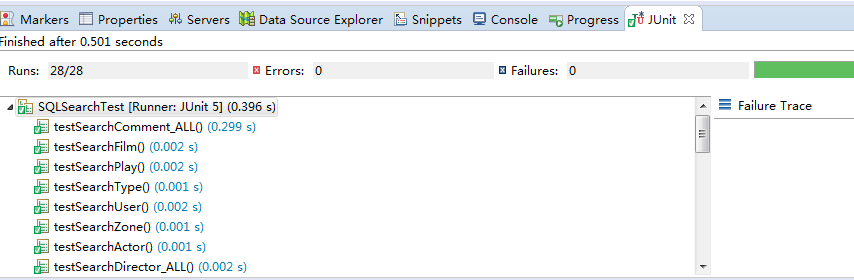 Markers Properties Servers Data Source Explorer Snippets Console Progress JUnit
Finished after 0.501 seconds
Runs: 28/28 Errors: 0 Failures: 0
SQLSearchTest [Runner: JUnit 5] (0.396 s)
Failure Trace
testSearchComment_ALL() (0.299 s)
testSearchFilm() (0.002 s)
testSearchPlay() (0.002 s)
testSearchType() (0.001 s)
testSearchUser() (0.002 s)
testSearchZone() (0.001 s)
testSearchActor() (0.001 s)
testSearchDirector_ALL() (0.002 s)